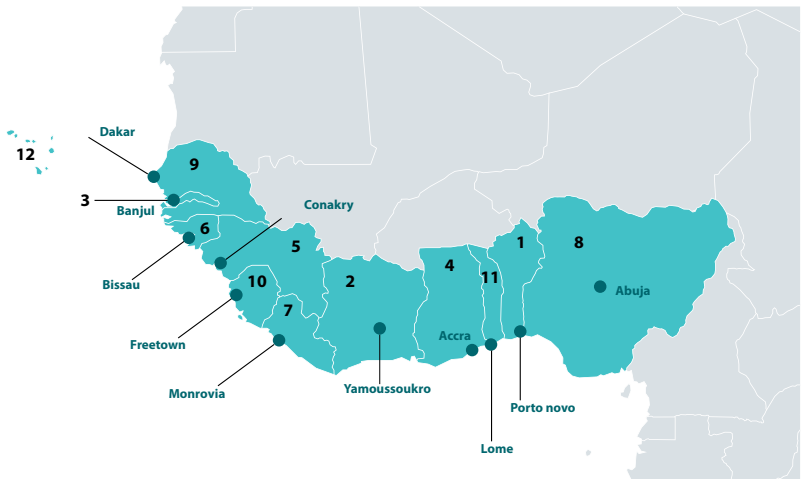 Dakar
12
9
3
Banjul
Conakry
6
5
1
8
4
11
10
2
Bissau
Abuja
7
Freetown
Accra
Monrovia
Yamoussoukro
Porto novo
Lome